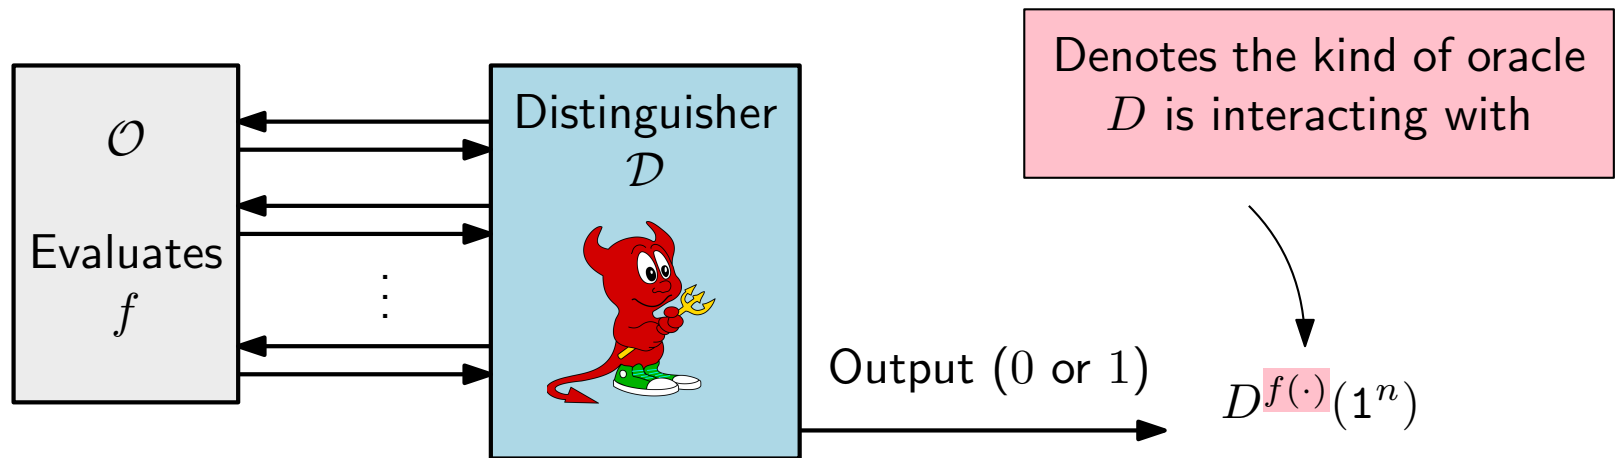 𝒪
Evaluates
f
⋮
Distinguisher
𝒟
Output (0 or 1)
Denotes the kind of oracle
D is interacting with
D^{f(·)}(1^n)